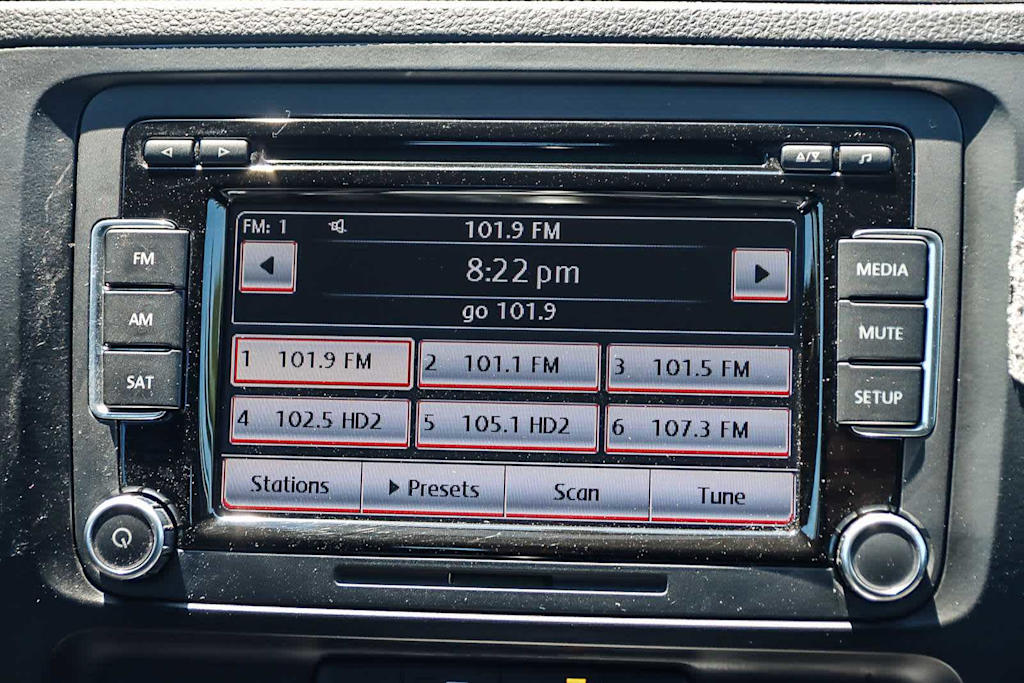 FM: 1 101.9 FM
8:22 pm
go 101.9
FM
AM
SAT
MEDIA
MUTE
SETUP
1 101.9 FM
2 101.1 FM
3 101.5 FM
4 102.5 HD2
5 105.1 HD2
6 107.3 FM
Stations
Presets
Scan
Tune